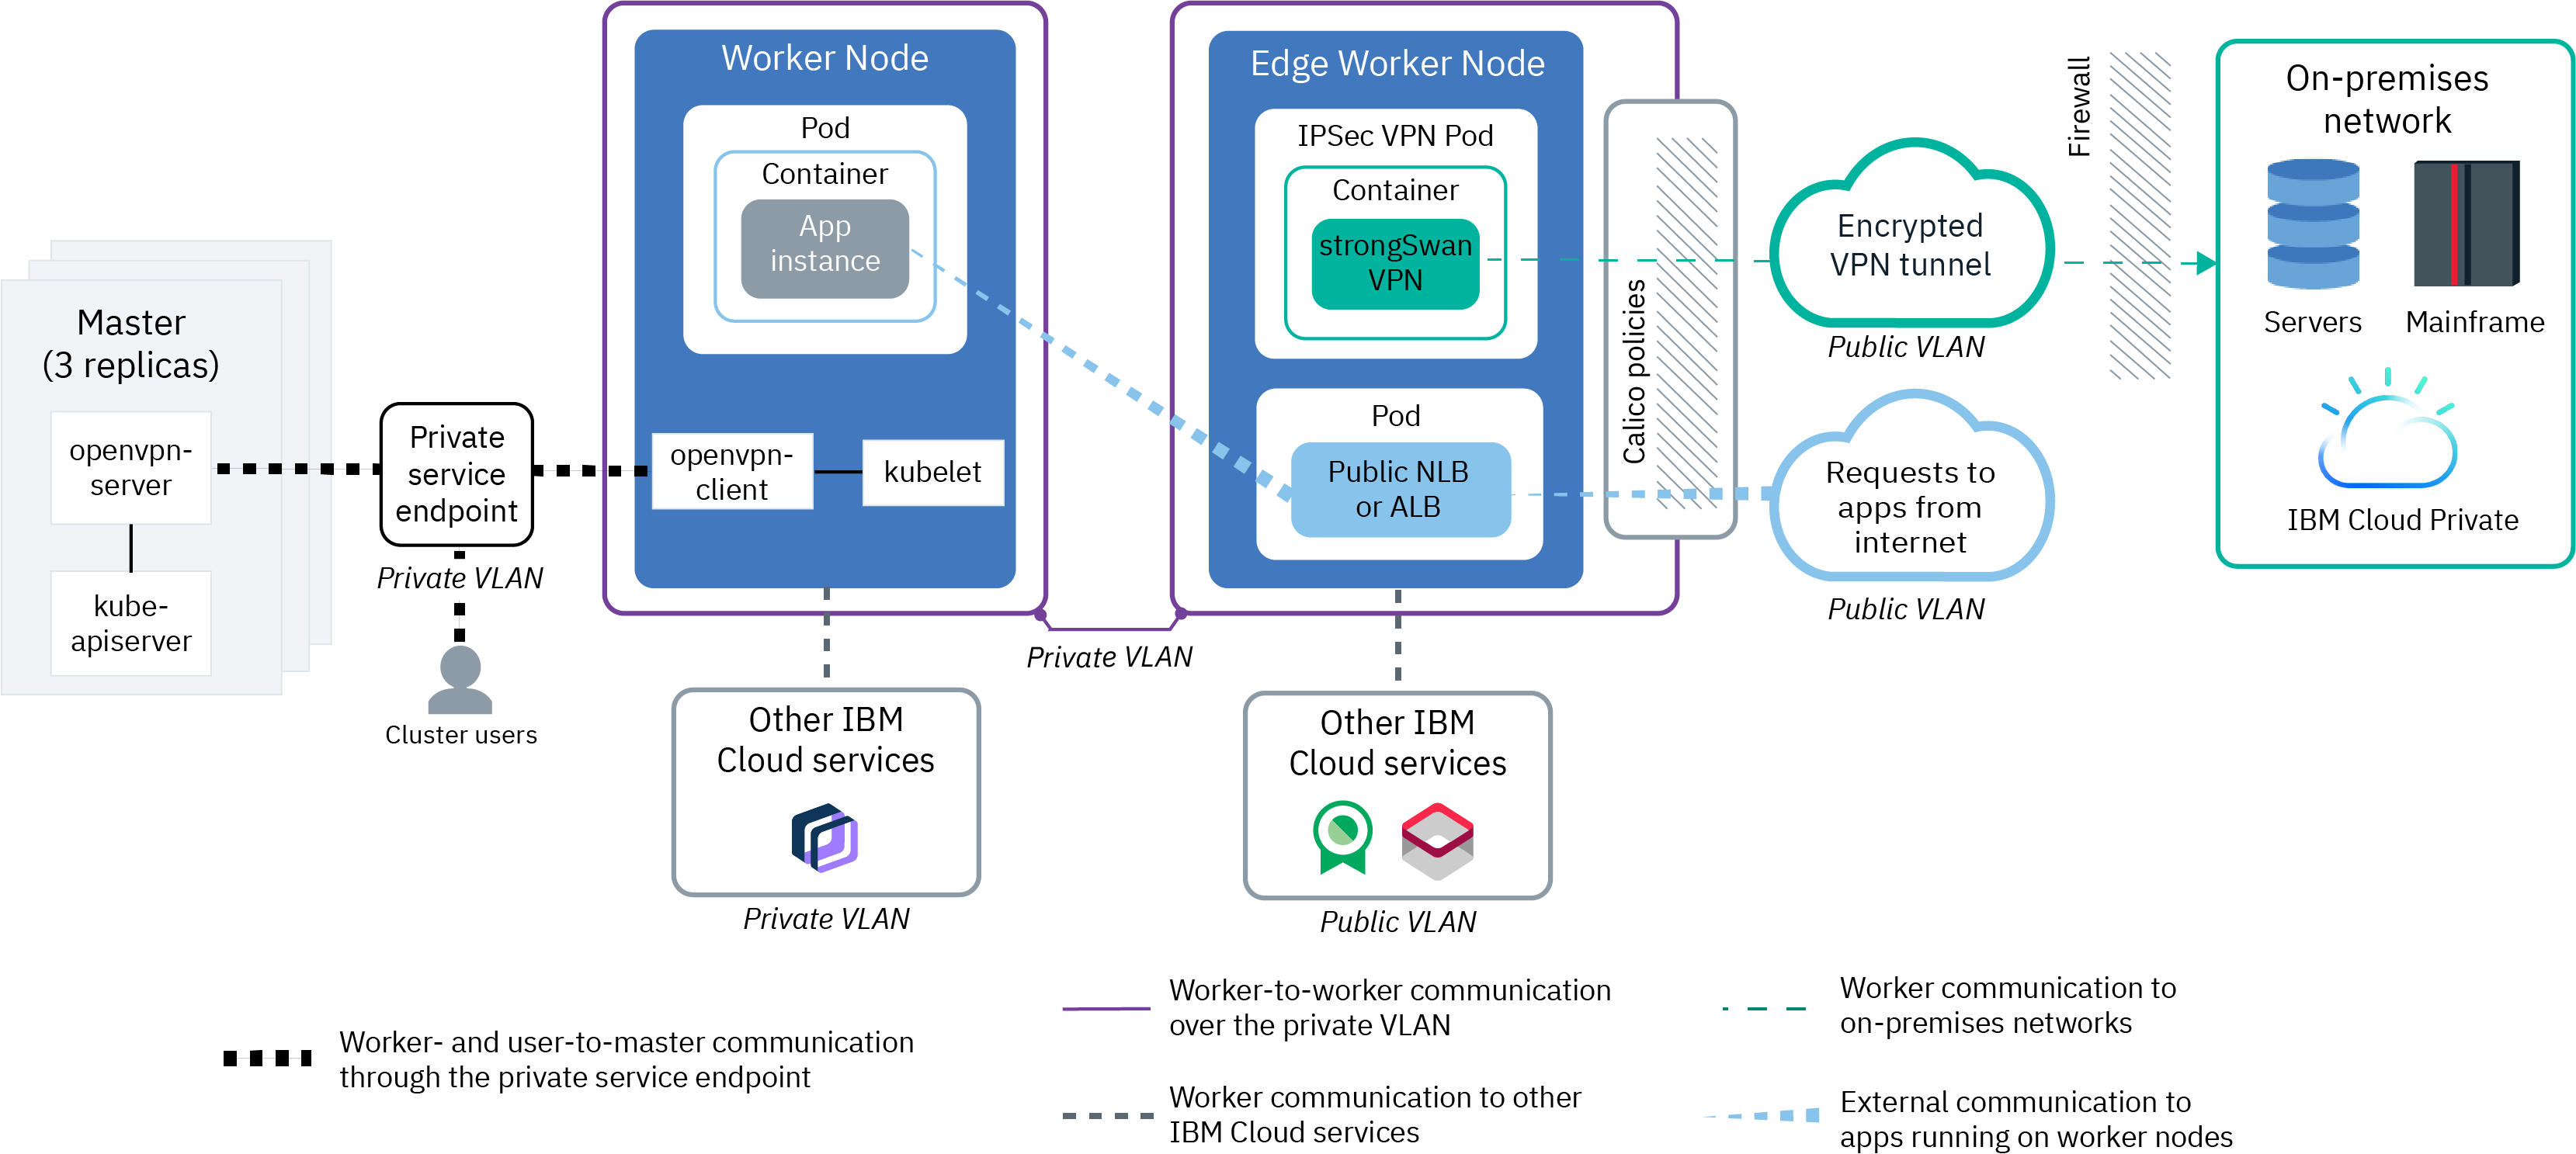 Master
(3 replicas)
openvpn-
server
kube-
apiserver
Private
service
endpoint
Private VLAN
Cluster users
Worker Node
Pod
Container
App
instance
openvpn-
client
kubelet
Other IBM
Cloud services
Private VLAN
Private VLAN
Edge Worker Node
IPSec VPN Pod
Container
strongSwan
VPN
Pod
Public NLB
or ALB
Other IBM
Cloud services
Public VLAN
Calico policies
Encrypted
VPN tunnel
Public VLAN
Requests to
apps from
internet
Public VLAN
Firewall
On-premises
network
Servers
Mainframe
IBM Cloud Private
Worker- and user-to-master communication
through the private service endpoint
Worker-to-worker communication
over the private VLAN
Worker communication to other
IBM Cloud services
Worker communication to
on-premises networks
External communication to
apps running on worker nodes